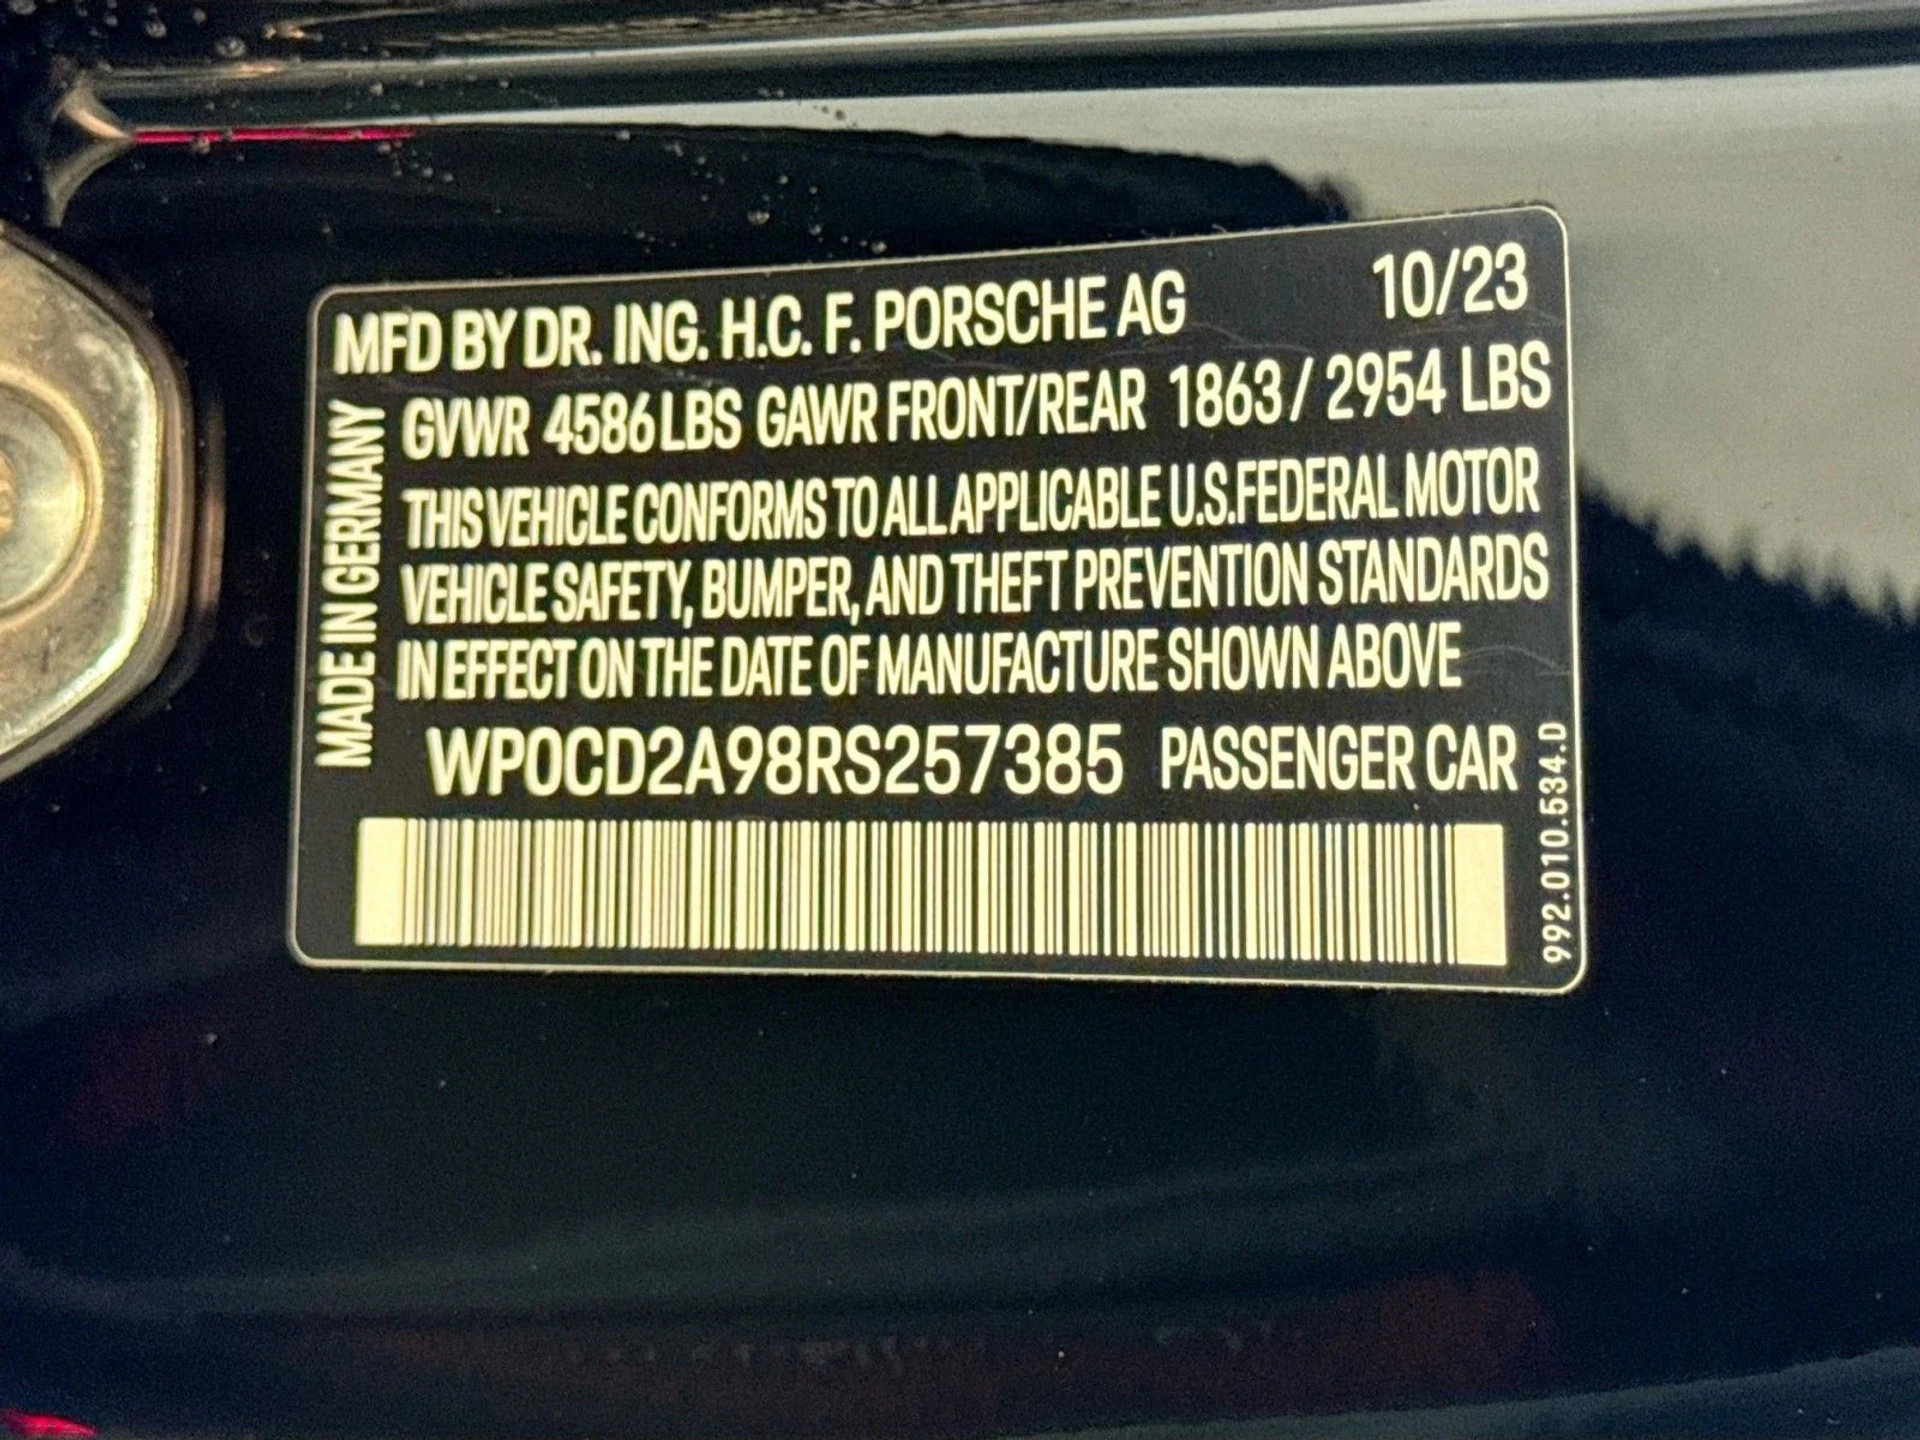 MFD BY DR. ING. H.C. F. PORSCHE AG 10/23
GVWR 4586 LBS GAWR FRONT/REAR 1863 / 2954 LBS
THIS VEHICLE CONFORMS TO ALL APPLICABLE U.S.FEDERAL MOTOR
VEHICLE SAFETY, BUMPER, AND THEFT PREVENTION STANDARDS
IN EFFECT ON THE DATE OF MANUFACTURE SHOWN ABOVE
WP0CD2A98RS257385 PASSENGER CAR
MADE IN GERMANY
992.010.534.D